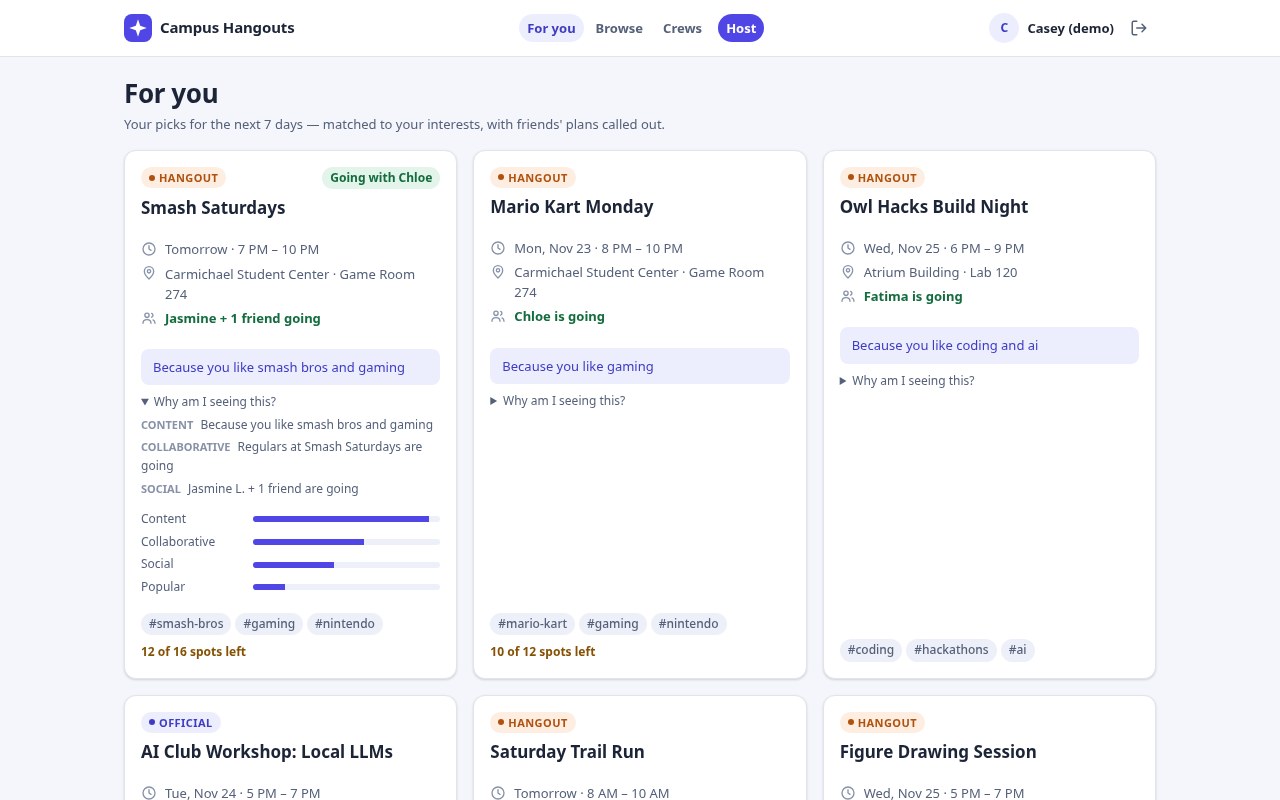 Campus Hangouts
For you
Browse
Crews
Host
C
Casey (demo)
For you
Your picks for the next 7 days — matched to your interests, with friends' plans called out.
HANGOUT
Going with Chloe
Smash Saturdays
Tomorrow · 7 PM – 10 PM
Carmichael Student Center · Game Room
274
Jasmine + 1 friend going
Because you like smash bros and gaming
Why am I seeing this?
CONTENT Because you like smash bros and gaming
COLLABORATIVE Regulars at Smash Saturdays are
going
SOCIAL Jasmine L. + 1 friend are going
Content
Collaborative
Social
Popular
#smash-bros #gaming #nintendo
12 of 16 spots left
HANGOUT
Mario Kart Monday
Mon, Nov 23 · 8 PM – 10 PM
Carmichael Student Center · Game Room
274
Chloe is going
Because you like gaming
Why am I seeing this?
#mario-kart #gaming #nintendo
10 of 12 spots left
HANGOUT
Owl Hacks Build Night
Wed, Nov 25 · 6 PM – 9 PM
Atrium Building · Lab 120
Fatima is going
Because you like coding and ai
Why am I seeing this?
#coding #hackathons #ai
OFFICIAL
AI Club Workshop: Local LLMs
Tue, Nov 24 · 5 PM – 7 PM
HANGOUT
Saturday Trail Run
Tomorrow · 8 AM – 10 AM
HANGOUT
Figure Drawing Session
Wed, Nov 25 · 5 PM – 7 PM